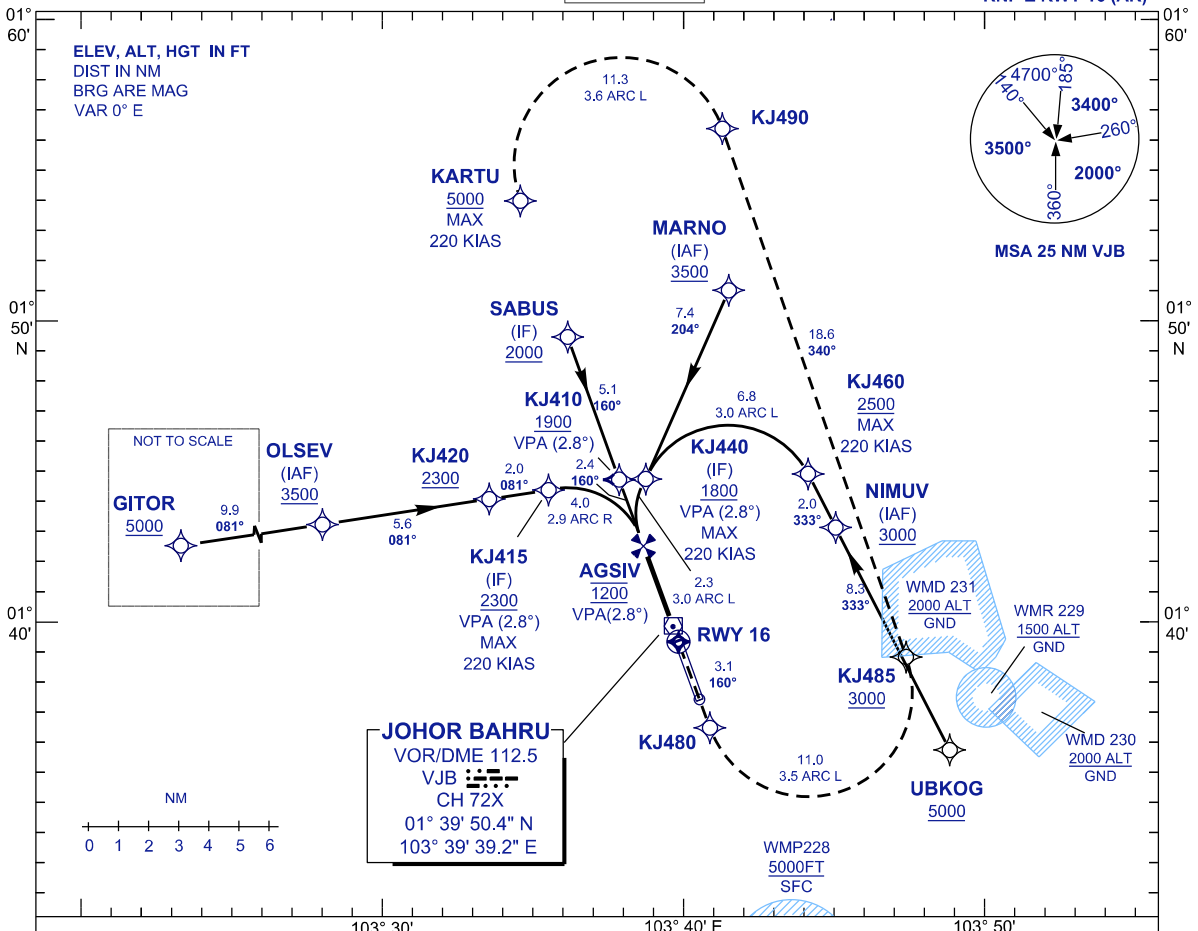 01°
60'
ELEV, ALT, HGT IN FT
DIST IN NM
BRG ARE MAG
VAR 0° E
11.3
3.6 ARC L
KJ490
KARTU
5000
MAX
220 KIAS
01°
60'
4700°
185°
140°
3400°
260°
3500°
2000°
360°
MSA 25 NM VJB
MARNO
(IAF)
3500
7.4
204°
SABUS
(IF)
2000
5.1
160°
18.6
340°
01°
50'
N
01°
50'
N
KJ410
1900
VPA (2.8°)
2.4
160°
6.8
3.0 ARC L
KJ460
2500
MAX
220 KIAS
KJ440
(IF)
1800
VPA (2.8°)
MAX
220 KIAS
NOT TO SCALE
GITOR
5000
9.9
081°
OLSEV
(IAF)
3500
5.6
081°
KJ420
2300
2.0
081°
4.0
2.9 ARC R
KJ415
(IF)
2300
VPA (2.8°)
MAX
220 KIAS
2.0
333°
NIMUV
(IAF)
3000
8.3
333°
AGSIV
1200
VPA(2.8°)
2.3
3.0 ARC L
WMD 231
2000 ALT
GND
WMR 229
1500 ALT
GND
01°
40'
01°
40'
RWY 16
3.1
160°
KJ485
3000
KJ480
WMD 230
2000 ALT
GND
UBKOG
5000
11.0
3.5 ARC L
JOHOR BAHRU
VOR/DME 112.5
VJB
CH 72X
01° 39' 50.4" N
103° 39' 39.2" E
NM
0 1 2 3 4 5 6
WMP228
5000FT
SFC
103° 30'
103° 40' E
103° 50'